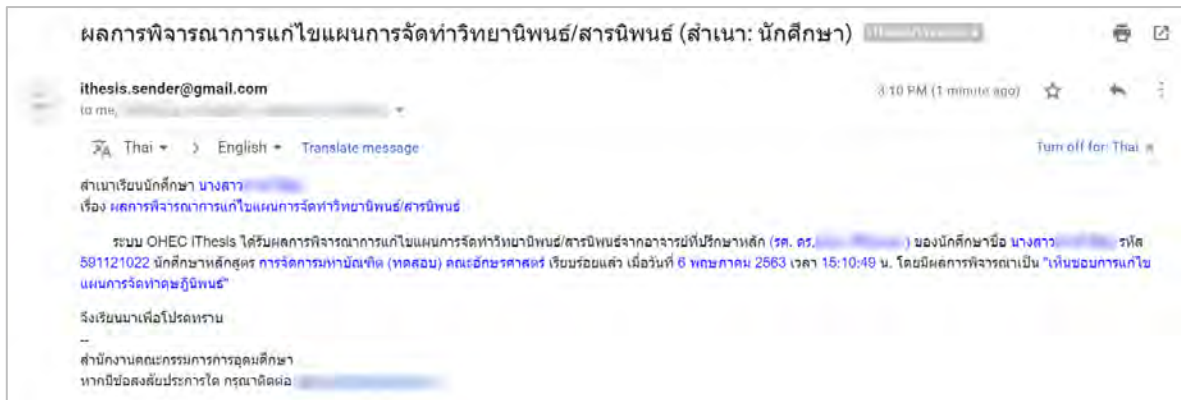 ผลการพิจารณาการแก้ไขแผนการจัดทำวิทยานิพนธ์/สารนิพนธ์ (สำเนา: นักศึกษา)
ithesis.sender@gmail.com
3:10 PM (1 minute ago)
to me,
Thai > English Translate message
Turn off for: Thai
สำเนาเรียนนักศึกษา นางสาว
เรื่อง ผลการพิจารณาการแก้ไขแผนการจัดทำวิทยานิพนธ์/สารนิพนธ์
ระบบ OHEC iThesis ได้รับผลการพิจารณาการแก้ไขแผนการจัดทำวิทยานิพนธ์/สารนิพนธ์จากอาจารย์ที่ปรึกษาหลัก (รศ. ดร. ) ของนักศึกษาชื่อ นางสาว รหัส
591121022 นักศึกษาหลักสูตร การจัดการมหาบัณฑิต (ทดสอบ) คณะอักษรศาสตร์ เรียบร้อยแล้ว เมื่อวันที่ 6 พฤษภาคม 2563 เวลา 15:10:49 น. โดยมีผลการพิจารณาเป็น "เห็นชอบการแก้ไข
แผนการจัดทำดุษฎีนิพนธ์"
จึงเรียนมาเพื่อโปรดทราบ
--
สำนักงานคณะกรรมการการอุดมศึกษา
หากมีข้อสงสัยประการใด กรุณาติดต่อ